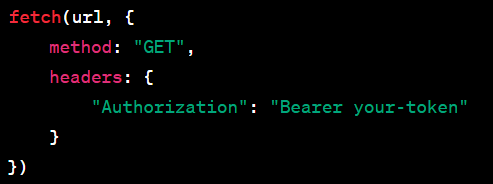 fetch(url, {
    method: "GET",
    headers: {
        "Authorization": "Bearer your-token"
    }
})